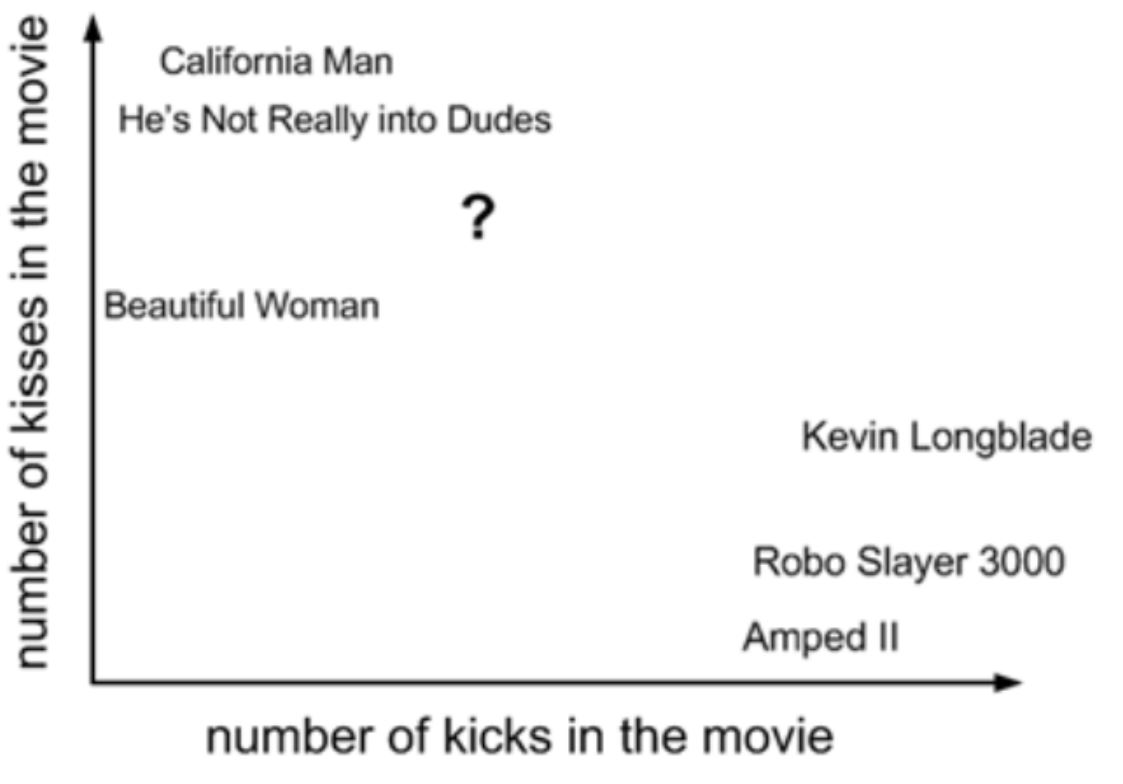 number of kisses in the movie
California Man
He's Not Really into Dudes
?
Beautiful Woman
Kevin Longblade
Robo Slayer 3000
Amped II
number of kicks in the movie